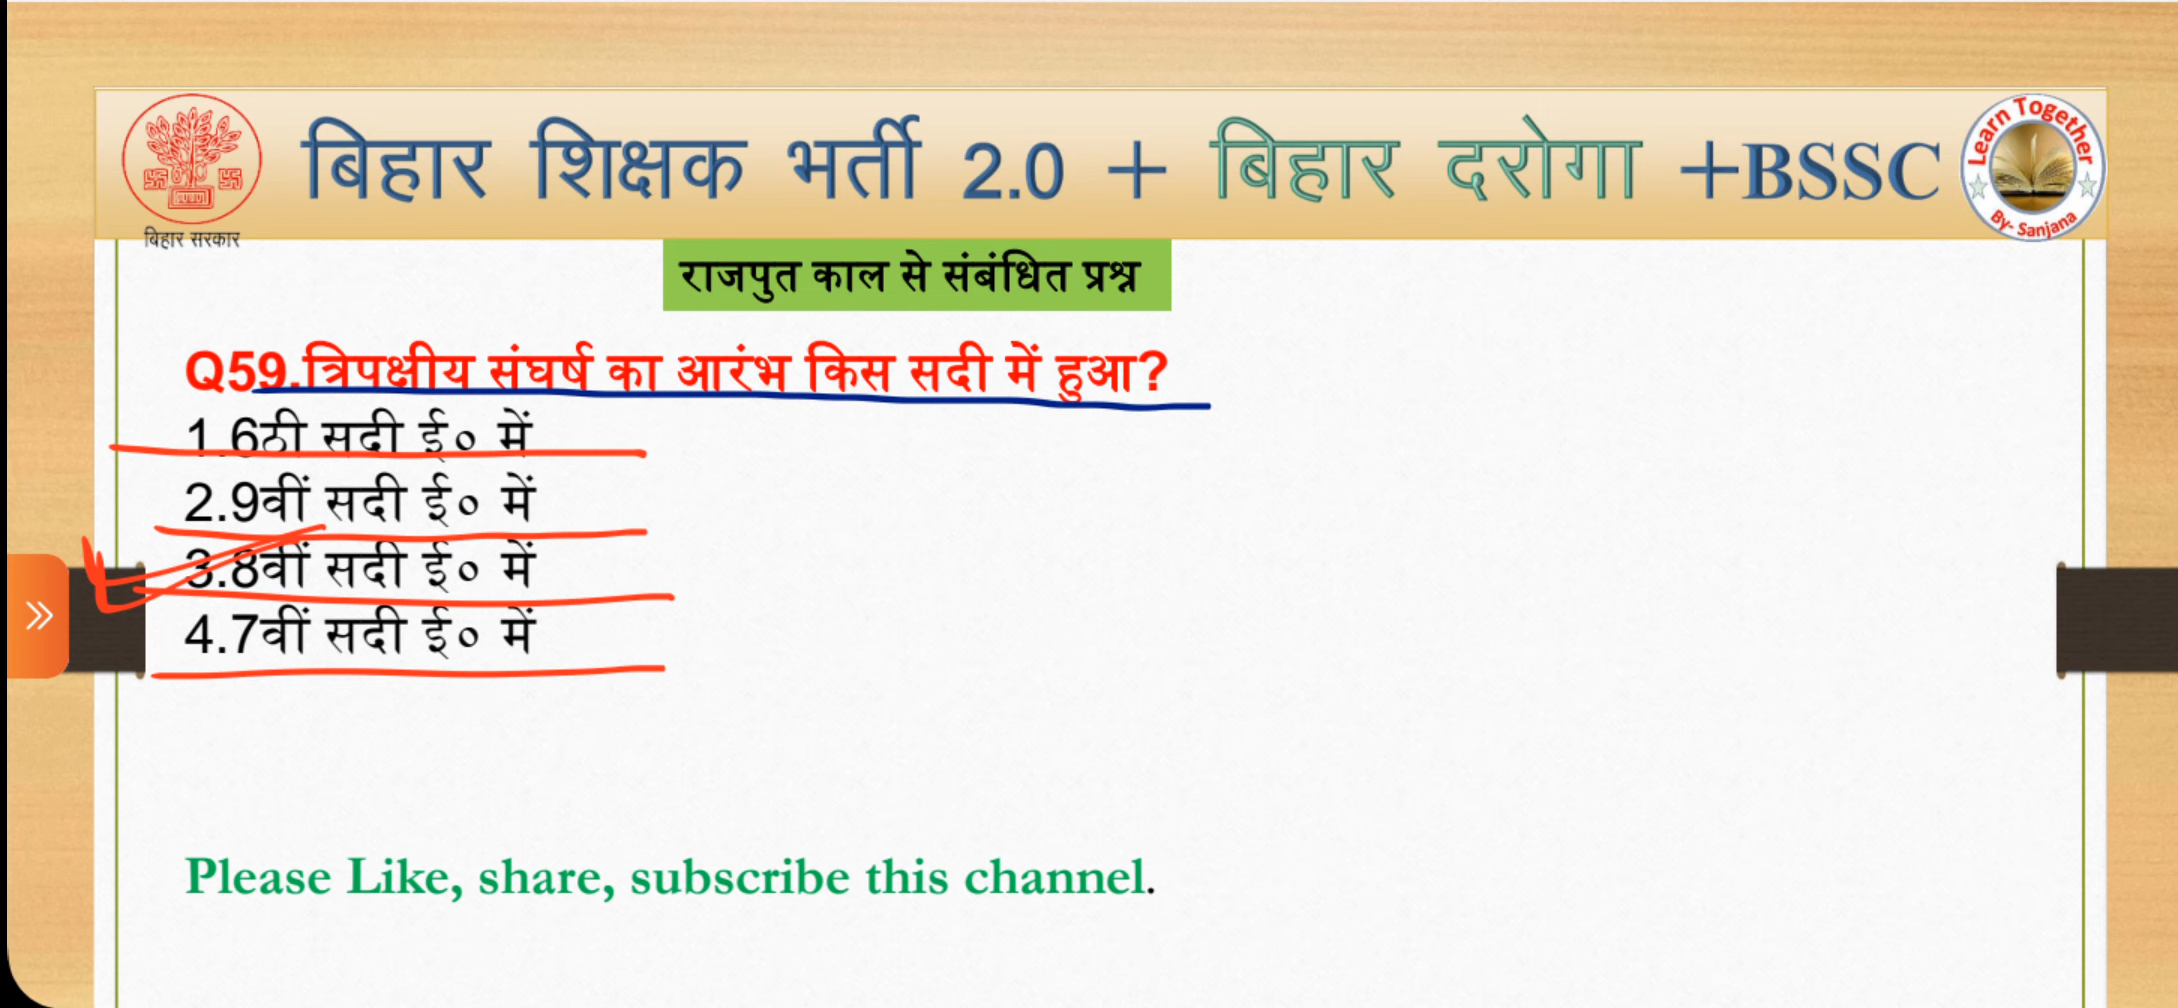 बिहार शिक्षक भर्ती 2.0 + बिहार दरोगा +BSSC
Learn Together
By- Sanjana
बिहार सरकार
राजपुत काल से संबंधित प्रश्न
Q59.त्रिपक्षीय संघर्ष का आरंभ किस सदी में हुआ?
1.6ठी सदी ई० में
2.9वीं सदी ई० में
3.8वीं सदी ई० में
4.7वीं सदी ई० में
Please Like, share, subscribe this channel.